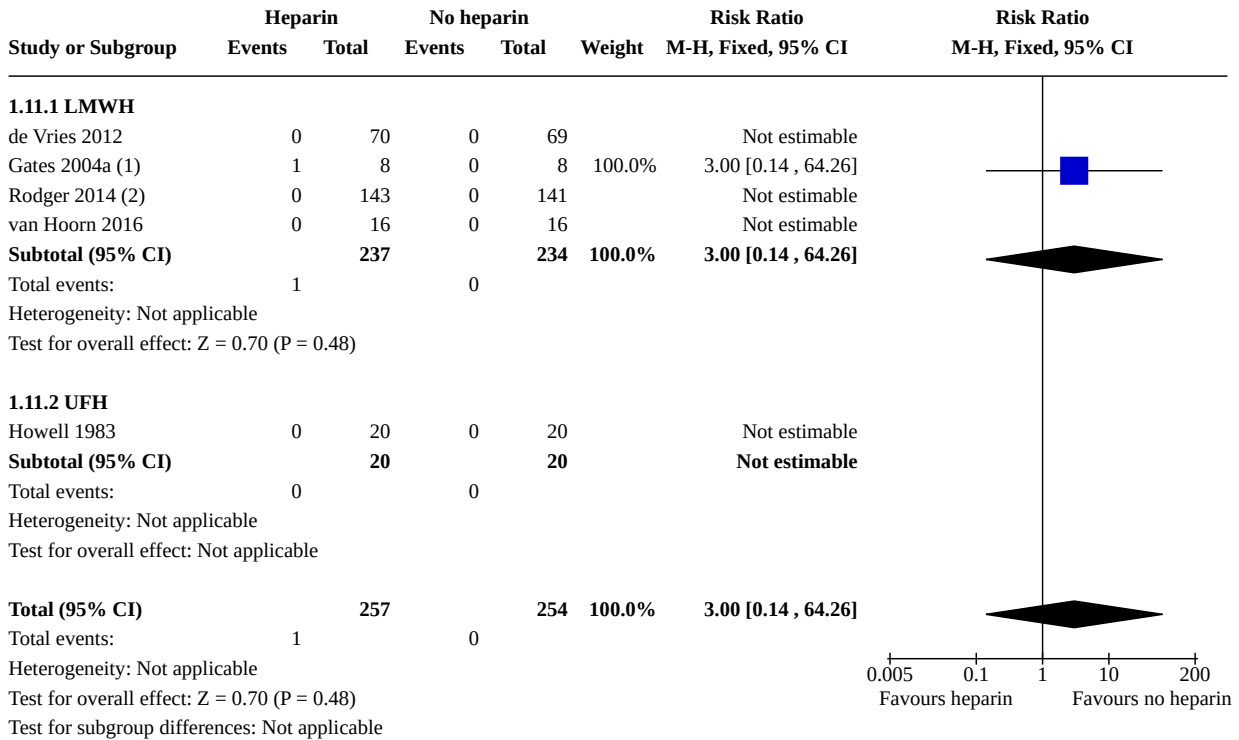 Heparin No heparin Risk Ratio Risk Ratio
Study or Subgroup Events Total Events Total Weight M-H, Fixed, 95% CI M-H, Fixed, 95% CI
1.11.1 LMWH
de Vries 2012 0 70 0 69 Not estimable
Gates 2004a (1) 1 8 0 8 100.0% 3.00 [0.14 , 64.26]
Rodger 2014 (2) 0 143 0 141 Not estimable
van Hoorn 2016 0 16 0 16 Not estimable
Subtotal (95% CI) 237 234 100.0% 3.00 [0.14 , 64.26]
Total events: 1 0
Heterogeneity: Not applicable
Test for overall effect: Z = 0.70 (P = 0.48)
1.11.2 UFH
Howell 1983 0 20 0 20 Not estimable
Subtotal (95% CI) 20 20 Not estimable
Total events: 0 0
Heterogeneity: Not applicable
Test for overall effect: Not applicable
Total (95% CI) 257 254 100.0% 3.00 [0.14 , 64.26]
Total events: 1 0
Heterogeneity: Not applicable 0.005 0.1 1 10 200
Test for overall effect: Z = 0.70 (P = 0.48) Favours heparin Favours no heparin
Test for subgroup differences: Not applicable